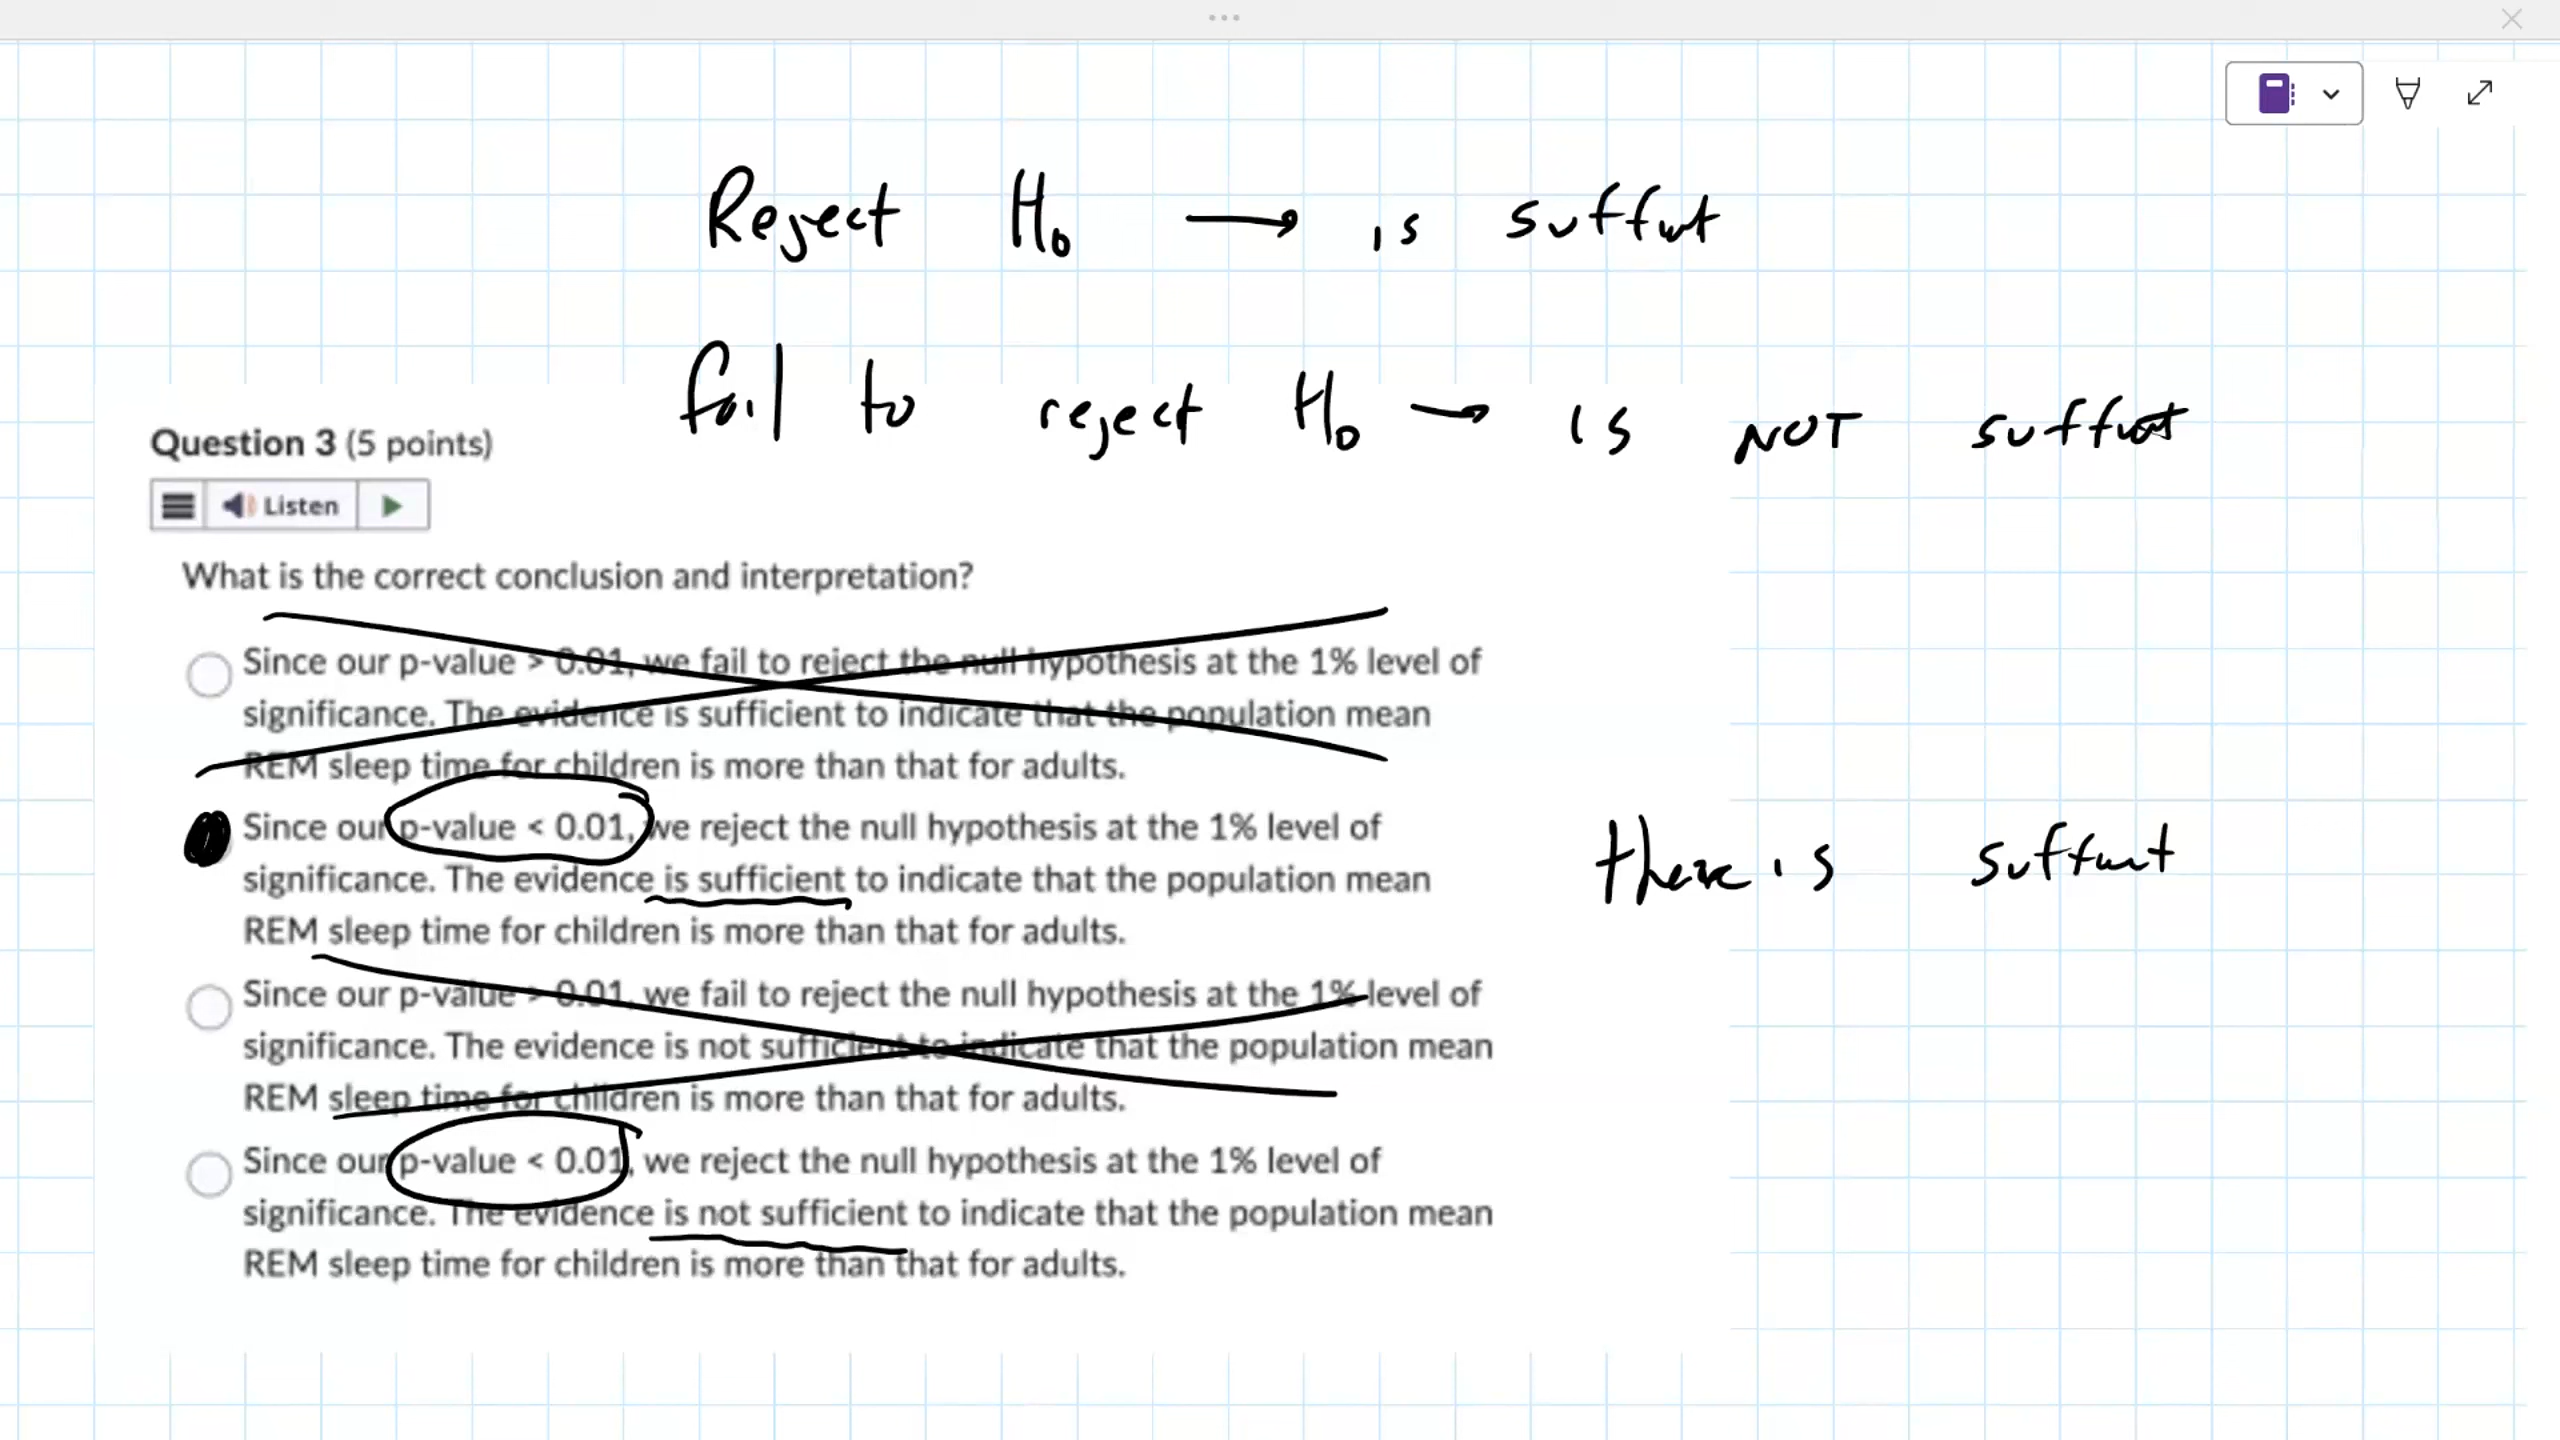 Reject H₀ → is suffint
fail to reject H₀ → is NOT suffint
Question 3 (5 points)
Listen
What is the correct conclusion and interpretation?
Since our p-value > 0.01, we fail to reject the null hypothesis at the 1% level of
significance. The evidence is sufficient to indicate that the population mean
REM sleep time for children is more than that for adults.
Since our p-value < 0.01, we reject the null hypothesis at the 1% level of
significance. The evidence is sufficient to indicate that the population mean
REM sleep time for children is more than that for adults.
there is suffint
Since our p-value > 0.01, we fail to reject the null hypothesis at the 1% level of
significance. The evidence is not sufficient to indicate that the population mean
REM sleep time for children is more than that for adults.
Since our p-value < 0.01, we reject the null hypothesis at the 1% level of
significance. The evidence is not sufficient to indicate that the population mean
REM sleep time for children is more than that for adults.